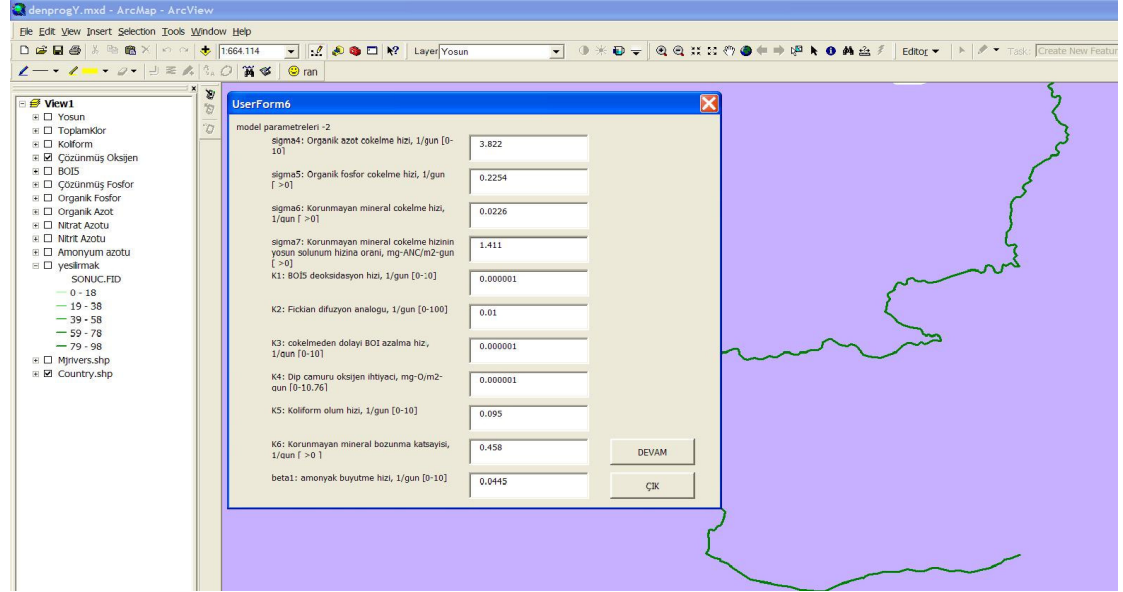 denprogY.mxd - ArcMap - ArcView
File Edit View Insert Selection Tools Window Help
1:664.114 Layer Yosun Editor Task: Create New Featur
ran
View1
Yosun
ToplamKlor
Koliform
Çözünmüş Oksijen
BOI5
Çözünmüş Fosfor
Organik Fosfor
Organik Azot
Nitrat Azotu
Nitrit Azotu
Amonyum azotu
yesilirmak
SONUC.FID
0 - 18
19 - 38
39 - 58
59 - 78
79 - 98
Mjrivers.shp
Country.shp
UserForm6
model parametreleri -2
sigma4: Organik azot cokelme hizi, 1/gun [0-
10]
3.822
sigma5: Organik fosfor cokelme hizi, 1/gun
[ >0]
0.2254
sigma6: Korunmayan mineral cokelme hizi,
1/gun [ >0]
0.0226
sigma7: Korunmayan mineral cokelme hizinin
yosun solunum hizina orani, mg-ANC/m2-gun
[ >0]
1.411
K1: BOI5 deoksidasyon hizi, 1/gun [0-10]
0.000001
K2: Fickian difuzyon analogu, 1/gun [0-100]
0.01
K3: cokelmeden dolayi BOI azalma hiz,
1/gun [0-10]
0.000001
K4: Dip camuru oksijen ihtiyaci, mg-O/m2-
gun [0-10.76]
0.000001
K5: Koliform olum hizi, 1/gun [0-10]
0.095
K6: Korunmayan mineral bozunma katsayisi,
1/gun [ >0 ]
0.458
DEVAM
beta1: amonyak buyutme hizi, 1/gun [0-10]
0.0445
ÇIK